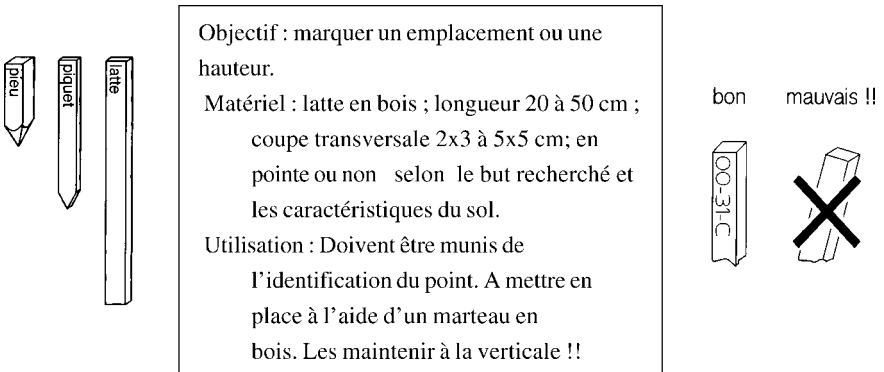 pieu
piquet
latte
Objectif : marquer un emplacement ou une
hauteur.
Matériel : latte en bois ; longueur 20 à 50 cm ;
coupe transversale 2x3 à 5x5 cm; en
pointe ou non selon le but recherché et
les caractéristiques du sol.
Utilisation : Doivent être munis de
l'identification du point. A mettre en
place à l'aide d'un marteau en
bois. Les maintenir à la verticale !!
bon
mauvais !!
00-31-C